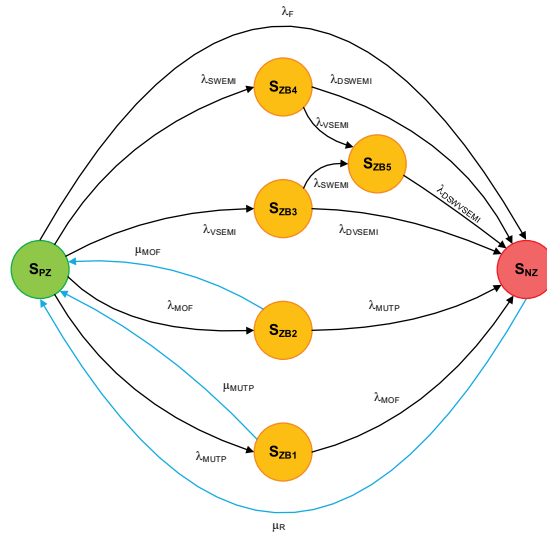 λF
λSWEMI
SZB4
λDSWEMI
λVSEMI
SZB5
λSWEMI
λDSWVSEMI
SZB3
λVSEMI
λDVSEMI
μMOF
SPZ
SNZ
λMOF
SZB2
λMUTP
μMUTP
λMOF
SZB1
λMUTP
μR